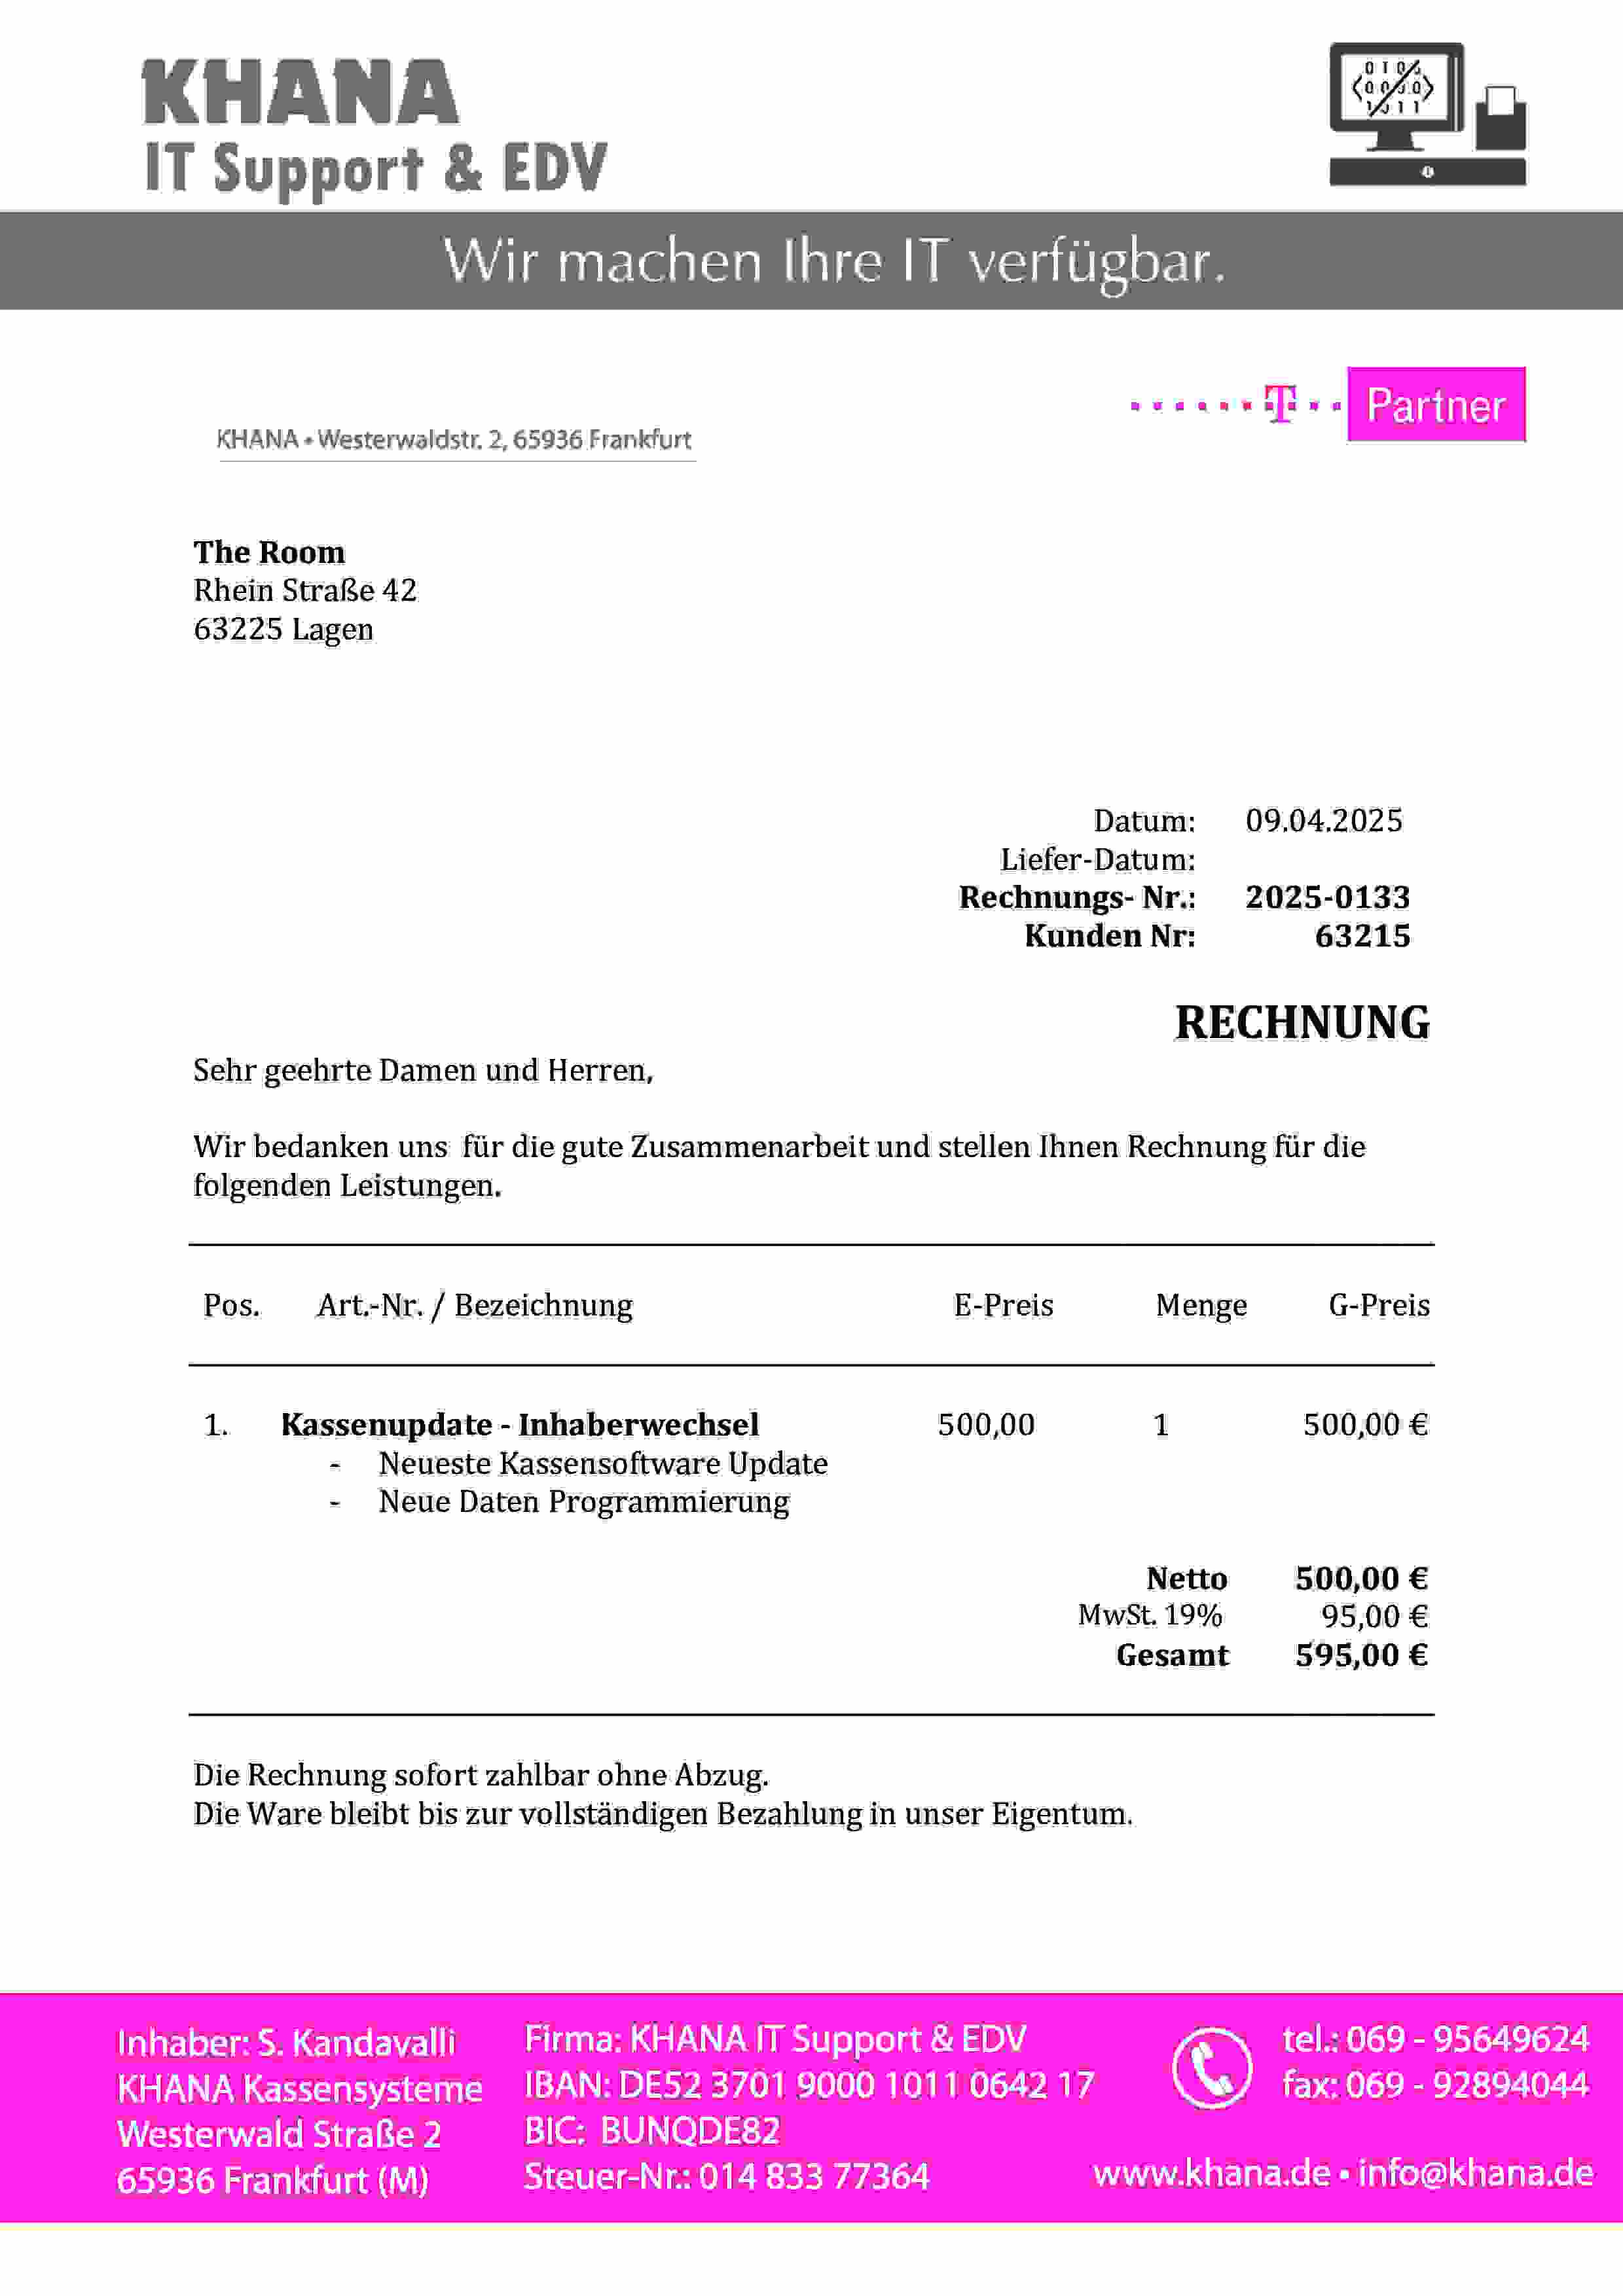 KHANA
IT Support & EDV
Wir machen Ihre IT verfügbar.
T Partner
KHANA • Westerwaldstr. 2, 65936 Frankfurt
The Room
Rhein Straße 42
63225 Lagen
Datum: 09.04.2025
Liefer-Datum:
Rechnungs- Nr.: 2025-0133
Kunden Nr: 63215
RECHNUNG
Sehr geehrte Damen und Herren,
Wir bedanken uns für die gute Zusammenarbeit und stellen Ihnen Rechnung für die
folgenden Leistungen.
Pos. Art.-Nr. / Bezeichnung E-Preis Menge G-Preis
1. Kassenupdate - Inhaberwechsel 500,00 1 500,00 €
- Neueste Kassensoftware Update
- Neue Daten Programmierung
Netto 500,00 €
MwSt. 19% 95,00 €
Gesamt 595,00 €
Die Rechnung sofort zahlbar ohne Abzug.
Die Ware bleibt bis zur vollständigen Bezahlung in unser Eigentum.
Inhaber: S. Kandavalli
KHANA Kassensysteme
Westerwald Straße 2
65936 Frankfurt (M)
Firma: KHANA IT Support & EDV
IBAN: DE52 3701 9000 1011 0642 17
BIC: BUNQDE82
Steuer-Nr.: 014 833 77364
tel.: 069 - 95649624
fax: 069 - 92894044
www.khana.de • info@khana.de